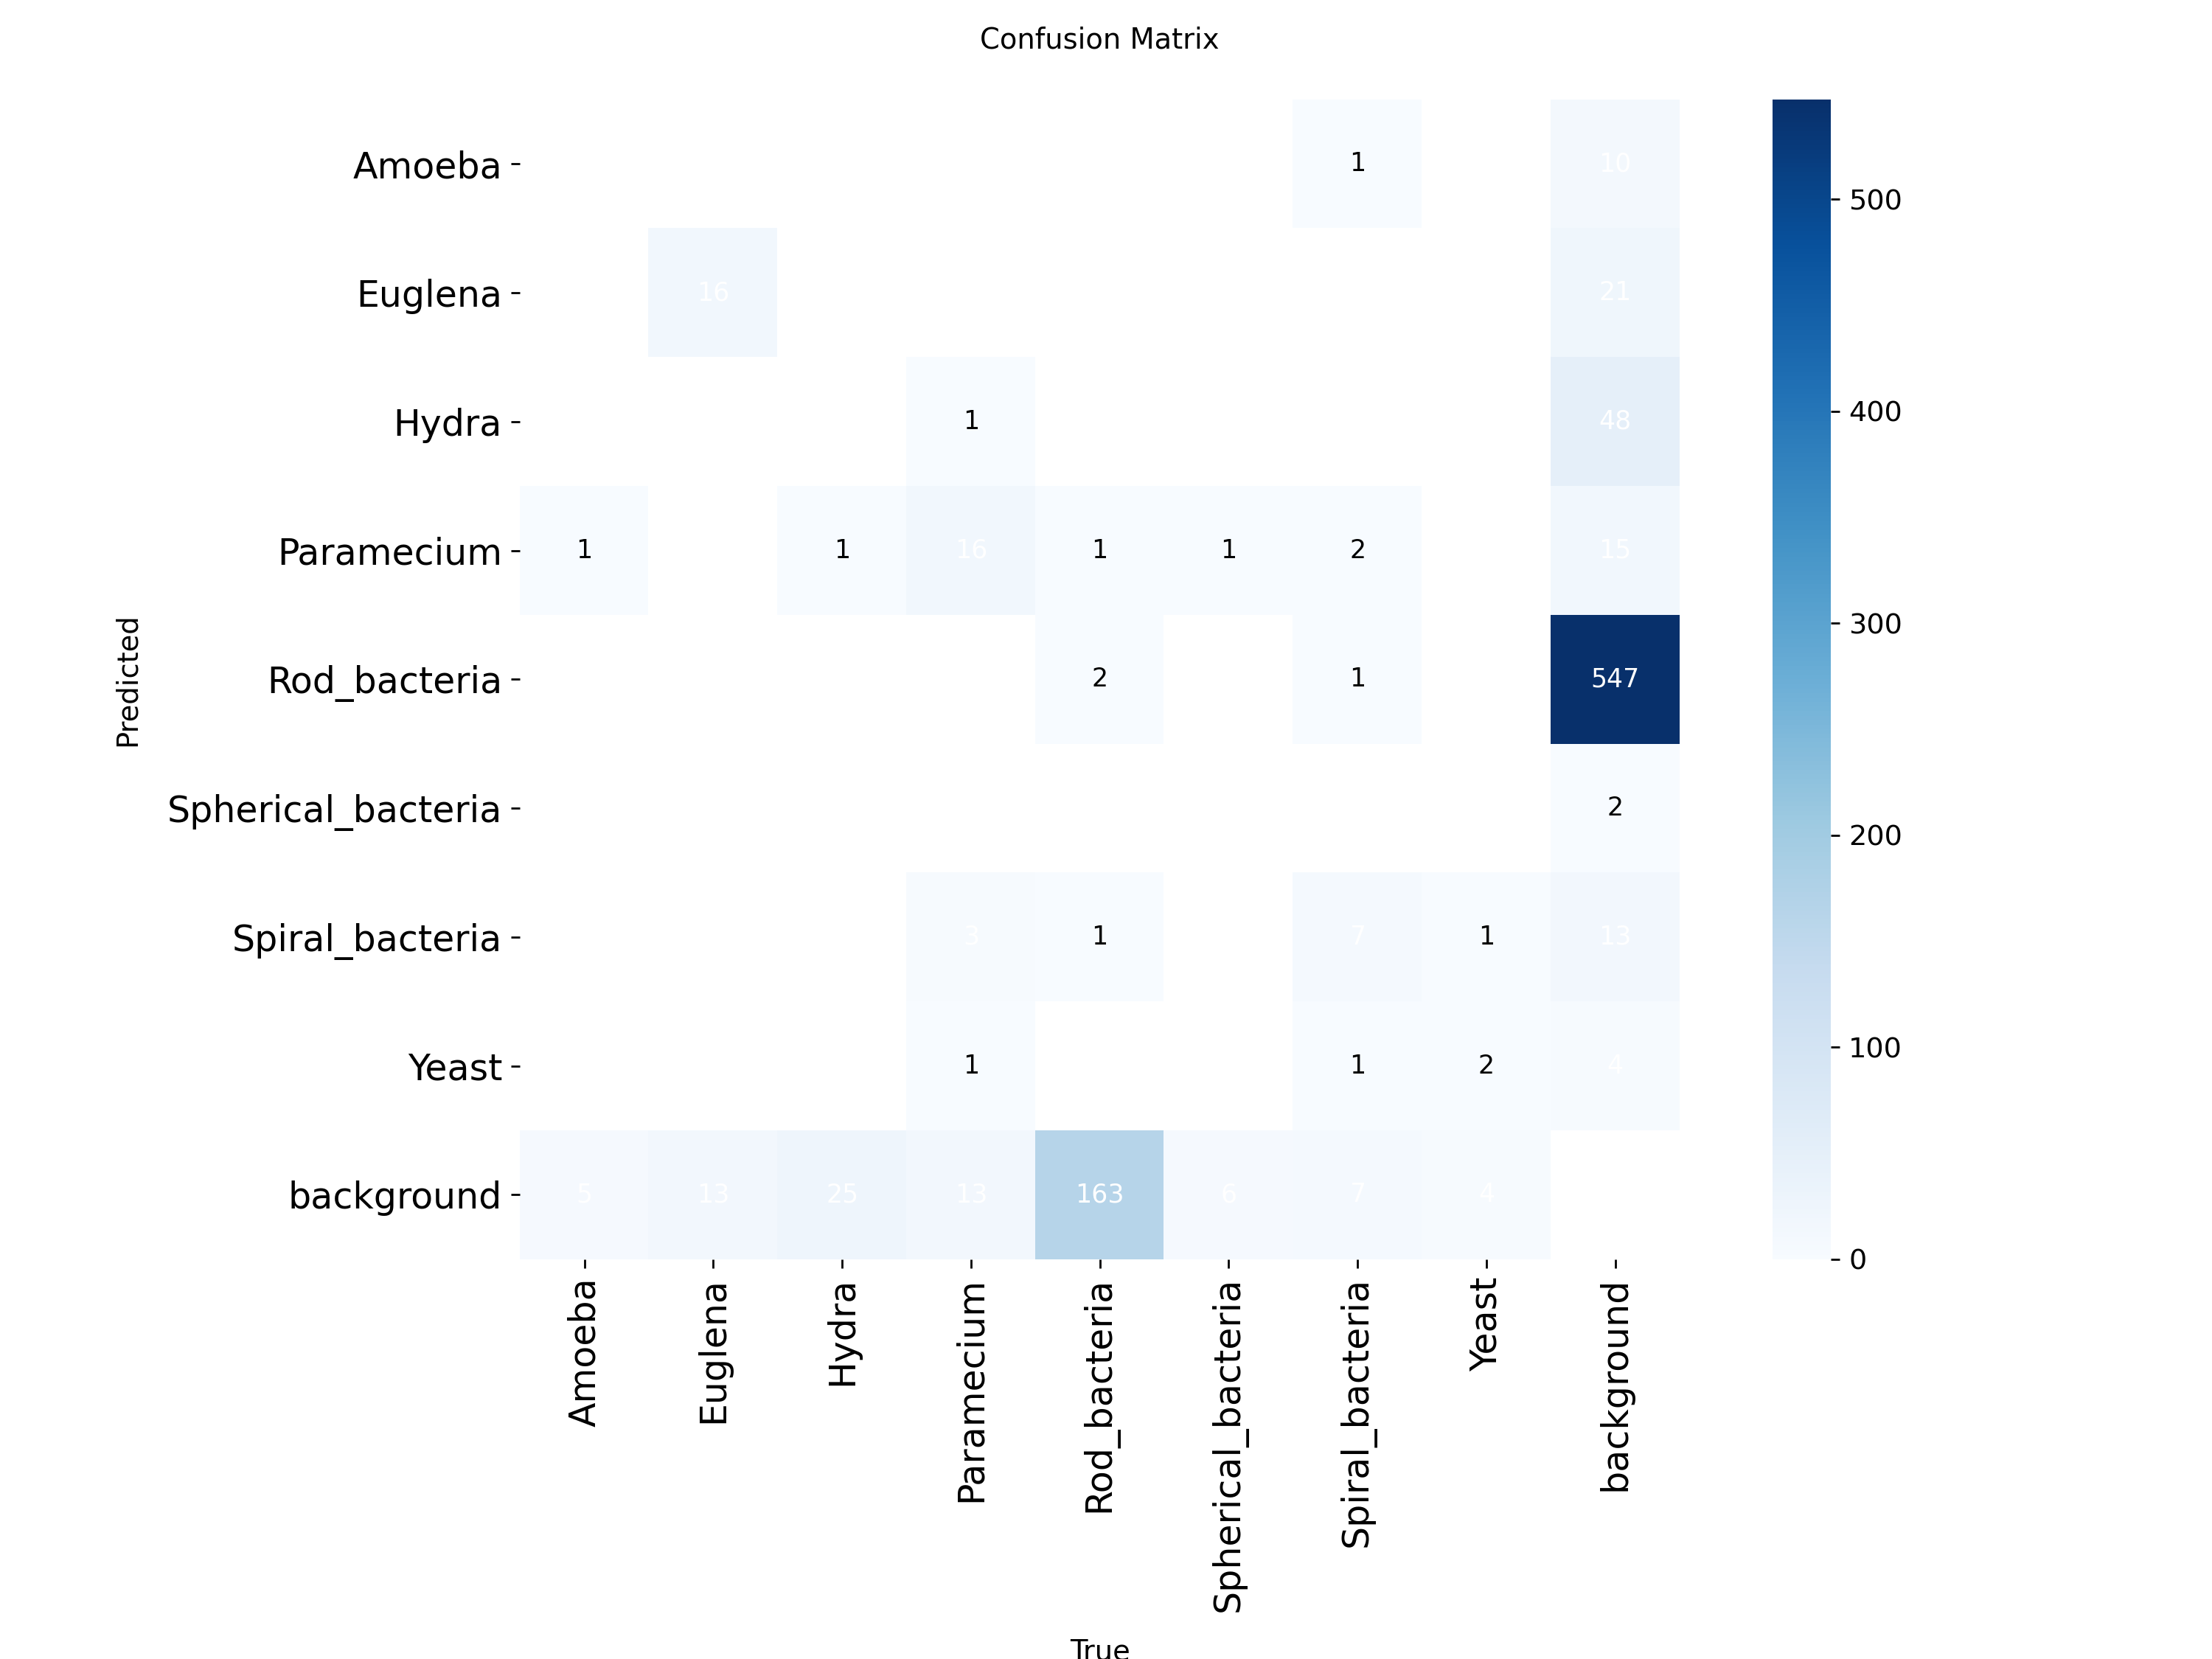 Confusion Matrix
Amoeba 1 10
Euglena 16 21
Hydra 1 48
Paramecium 1 1 16 1 1 2 15
Rod_bacteria 2 1 547
Spherical_bacteria 2
Spiral_bacteria 3 1 7 1 13
Yeast 1 1 2 4
background 5 13 25 13 163 6 7 4
Predicted
Amoeba
Euglena
Hydra
Paramecium
Rod_bacteria
Spherical_bacteria
Spiral_bacteria
Yeast
background
True
500
400
300
200
100
0